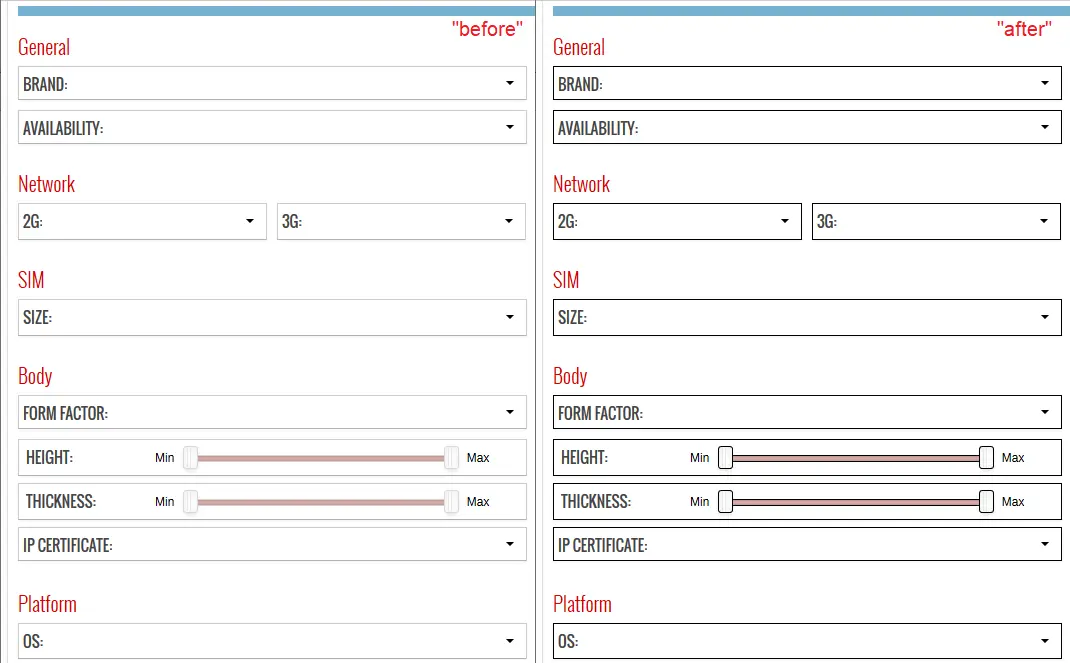 "before"
General
BRAND:
AVAILABILITY:
Network
2G: 3G:
SIM
SIZE:
Body
FORM FACTOR:
HEIGHT: Min Max
THICKNESS: Min Max
IP CERTIFICATE:
Platform
OS:
"after"
General
BRAND:
AVAILABILITY:
Network
2G: 3G:
SIM
SIZE:
Body
FORM FACTOR:
HEIGHT: Min Max
THICKNESS: Min Max
IP CERTIFICATE:
Platform
OS: